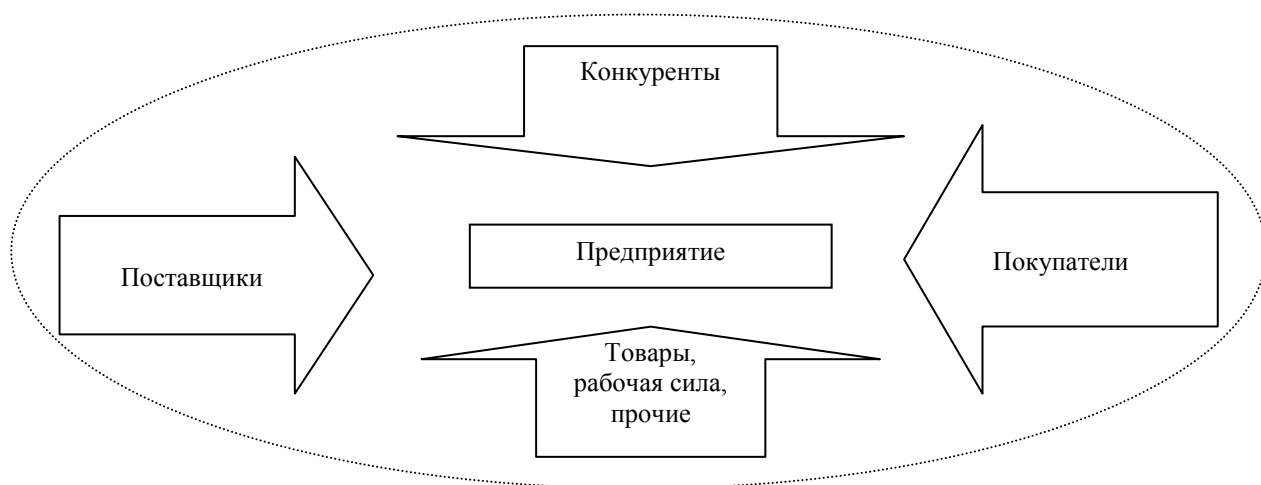 Конкуренты
Предприятие
Поставщики
Покупатели
Товары,
рабочая сила,
прочие